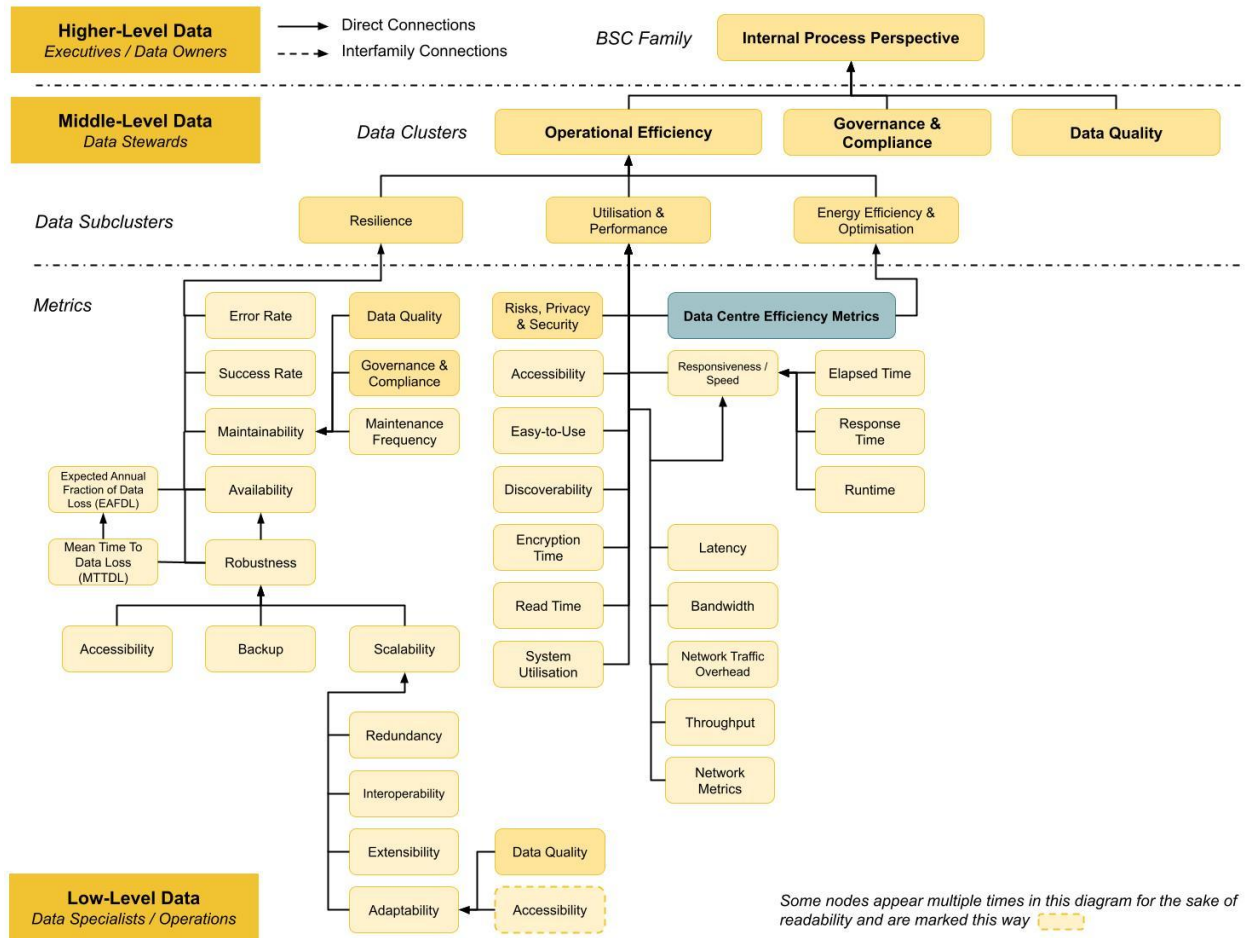 Higher-Level Data
Executives / Data Owners
Direct Connections
Interfamily Connections
BSC Family
Internal Process Perspective
Middle-Level Data
Data Stewards
Data Clusters
Operational Efficiency
Governance &
Compliance
Data Quality
Data Subclusters
Resilience
Utilisation &
Performance
Energy Efficiency &
Optimisation
Metrics
Error Rate
Data Quality
Risks, Privacy
& Security
Data Centre Efficiency Metrics
Success Rate
Governance &
Compliance
Accessibility
Responsiveness /
Speed
Elapsed Time
Maintainability
Maintenance
Frequency
Easy-to-Use
Response
Time
Expected Annual
Fraction of Data
Loss (EAFDL)
Availability
Discoverability
Runtime
Mean Time To
Data Loss
(MTTDL)
Robustness
Encryption
Time
Latency
Read Time
Bandwidth
Accessibility
Backup
Scalability
System
Utilisation
Network Traffic
Overhead
Redundancy
Throughput
Interoperability
Network
Metrics
Extensibility
Data Quality
Low-Level Data
Data Specialists / Operations
Adaptability
Accessibility
Some nodes appear multiple times in this diagram for the sake of
readability and are marked this way